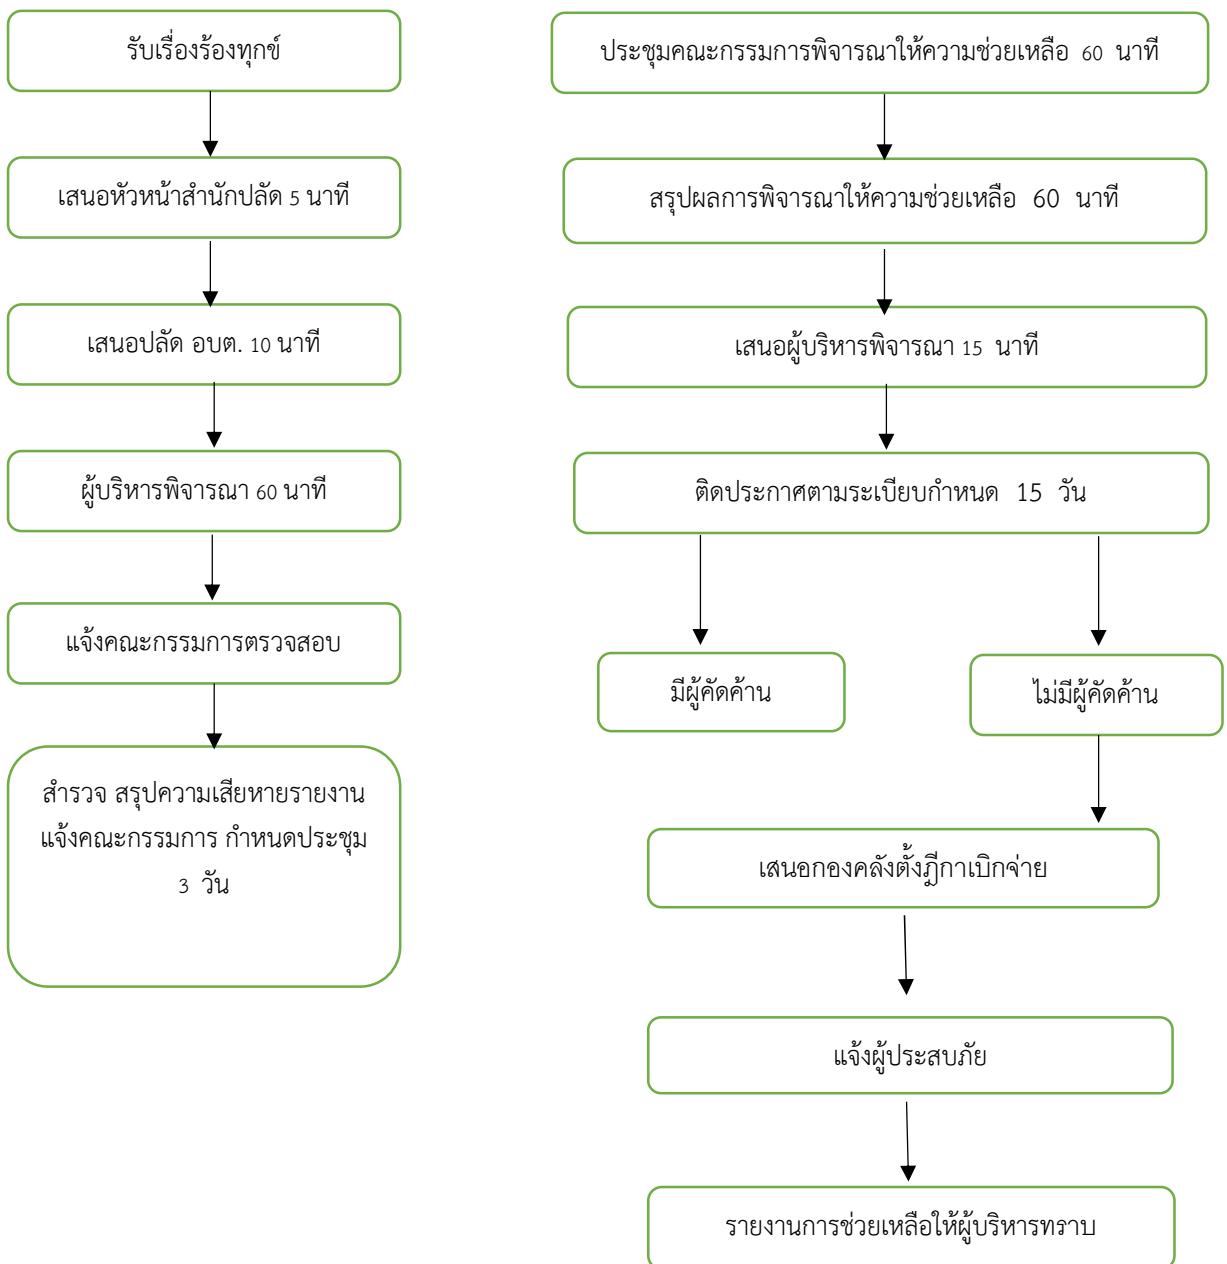 รับเรื่องร้องทุกข์
เสนอหัวหน้าสำนักปลัด 5 นาที
เสนอปลัด อบต. 10 นาที
ผู้บริหารพิจารณา 60 นาที
แจ้งคณะกรรมการตรวจสอบ
สำรวจ สรุปความเสียหายรายงาน
แจ้งคณะกรรมการ กำหนดประชุม
3 วัน
ประชุมคณะกรรมการพิจารณาให้ความช่วยเหลือ 60 นาที
สรุปผลการพิจารณาให้ความช่วยเหลือ 60 นาที
เสนอผู้บริหารพิจารณา 15 นาที
ติดประกาศตามระเบียบกำหนด 15 วัน
มีผู้คัดค้าน
ไม่มีผู้คัดค้าน
เสนอกองคลังตั้งฎีกาเบิกจ่าย
แจ้งผู้ประสบภัย
รายงานการช่วยเหลือให้ผู้บริหารทราบ